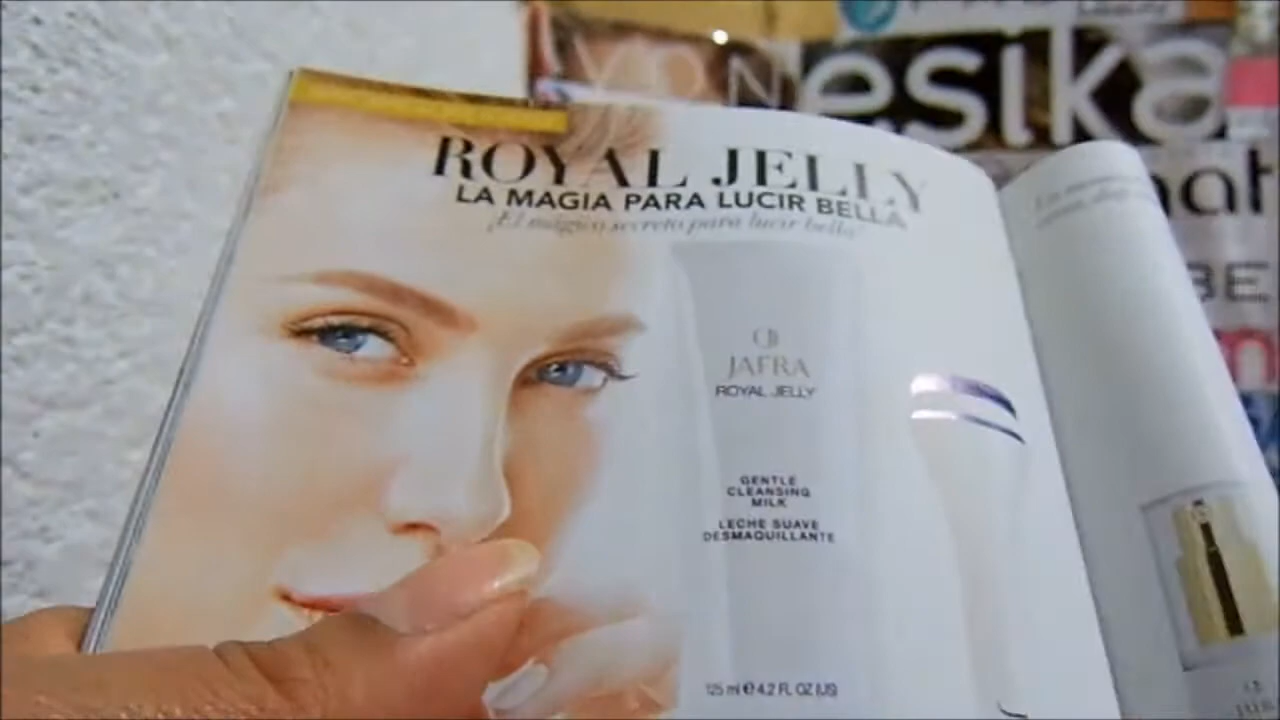 esika
ROYAL JELLY
LA MAGIA PARA LUCIR BELLA
¡El mágico secreto para lucir bella!
JAFRA
ROYAL JELLY
GENTLE
CLEANSING
MILK
LECHE SUAVE
DESMAQUILLANTE
125 ml ℮ 4.2 FL OZ (US)